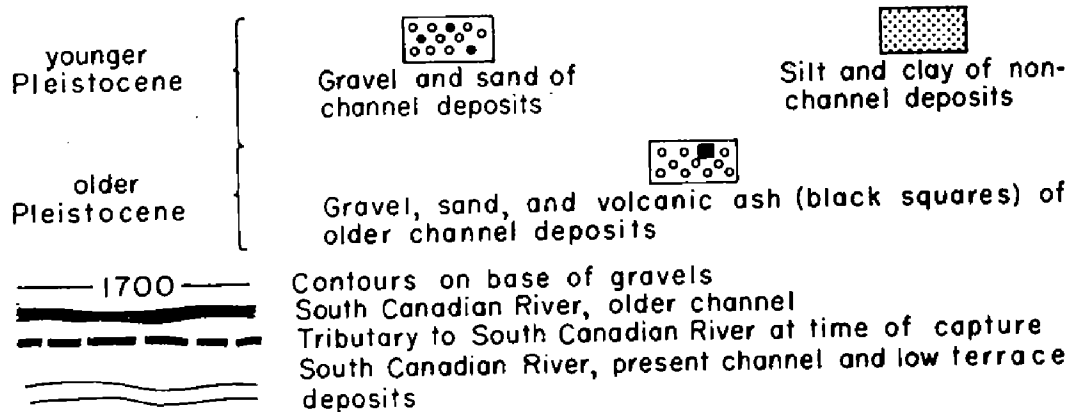 younger
Pleistocene
Gravel and sand of
channel deposits
Silt and clay of non-
channel deposits
older
Pleistocene
Gravel, sand, and volcanic ash (black squares) of
older channel deposits
1700
Contours on base of gravels
South Canadian River, older channel
Tributary to South Canadian River at time of capture
South Canadian River, present channel and low terrace
deposits